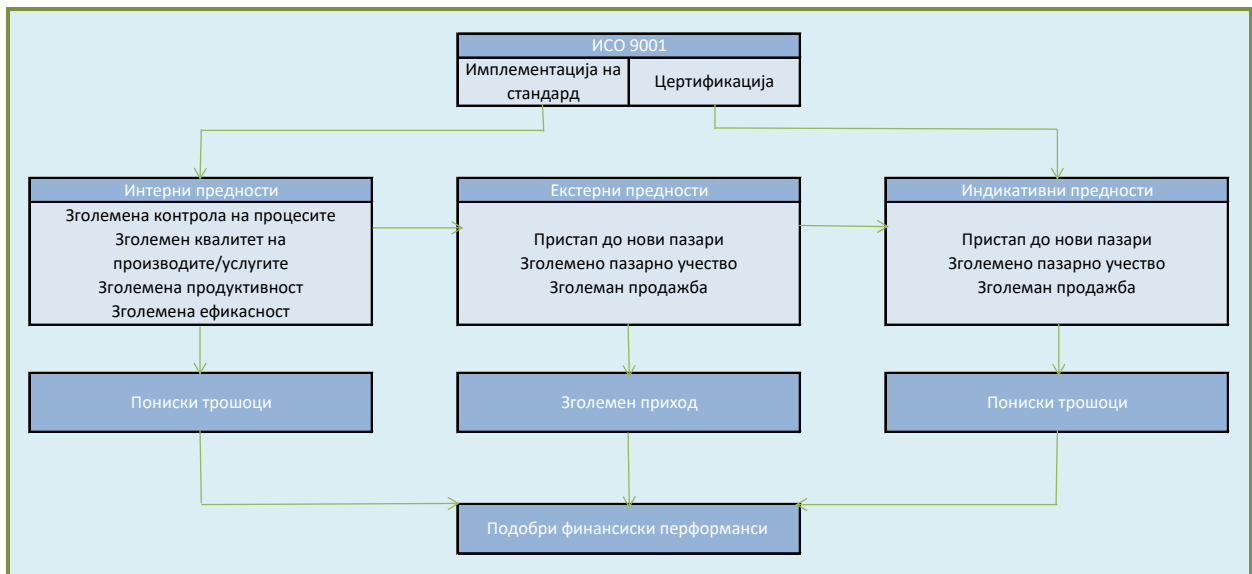 ИСО 9001
Имплементација на
стандард
Цертификација
Интерни предности
Зголемена контрола на процесите
Зголемен квалитет на
производите/услугите
Зголемена продуктивност
Зголемена ефикасност
Екстерни предности
Пристап до нови пазари
Зголемено пазарно учество
Зголеман продажба
Индикативни предности
Пристап до нови пазари
Зголемено пазарно учество
Зголеман продажба
Пониски трошоци
Зголемен приход
Пониски трошоци
Подобри финансиски перформанси